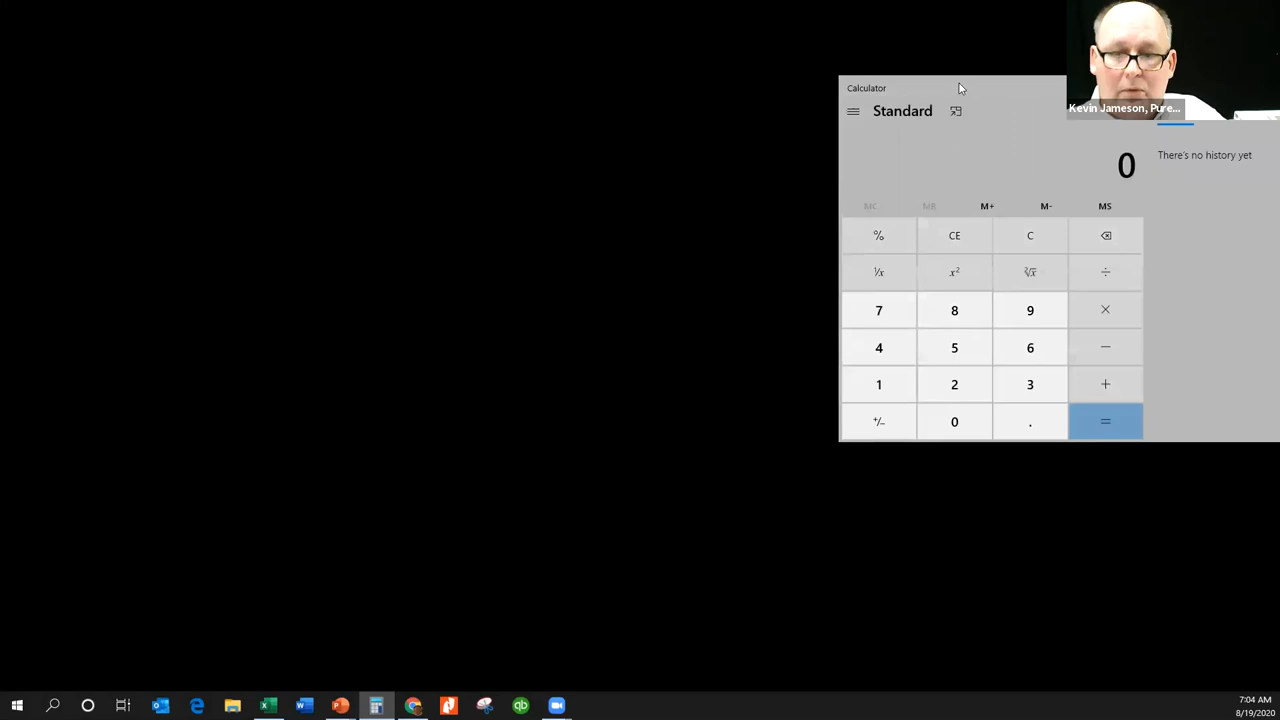 Calculator
Standard
Kevin Jameson, Pure...
0
There's no history yet
MC MR M+ M- MS
% CE C
⅟x x² ²√x ÷
7 8 9 ×
4 5 6 −
1 2 3 +
+/− 0 . =
7:04 AM
8/19/2020